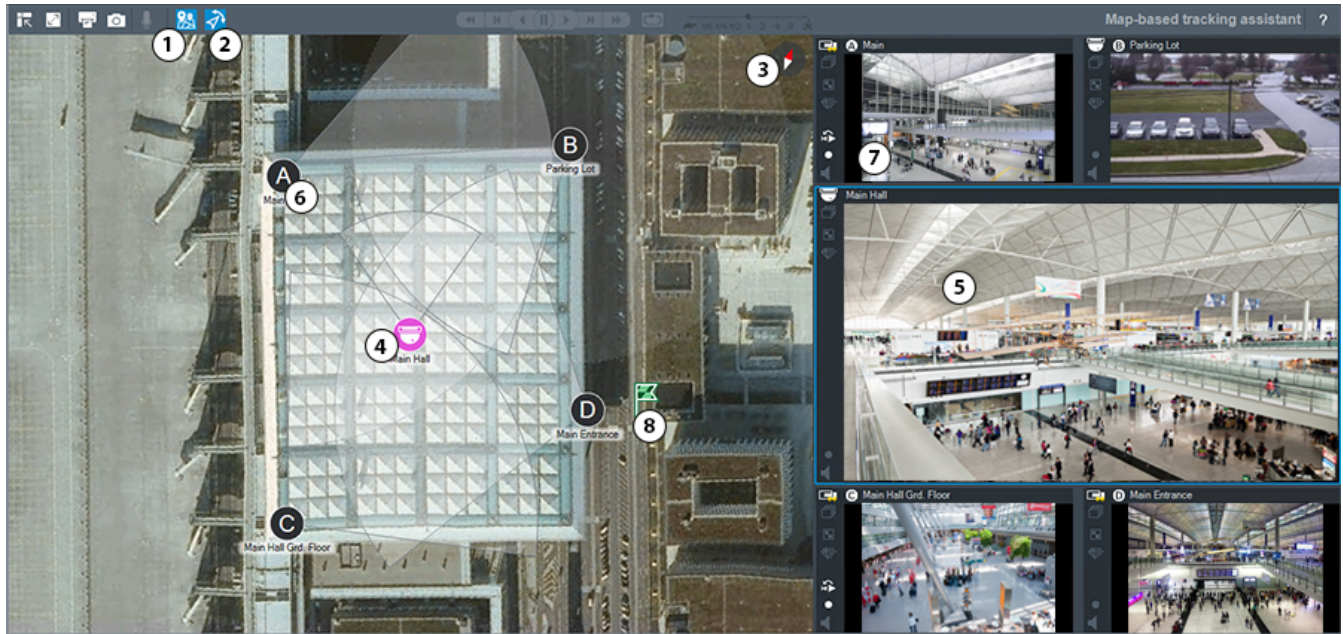 Map-based tracking assistant ?
1
2
3
A Main
B Parking Lot
7
B
Parking Lot
A
6
Main Hall
5
4
Main Hall
D
Main Entrance
8
C
Main Hall Grd. Floor
C Main Hall Grd. Floor
D Main Entrance